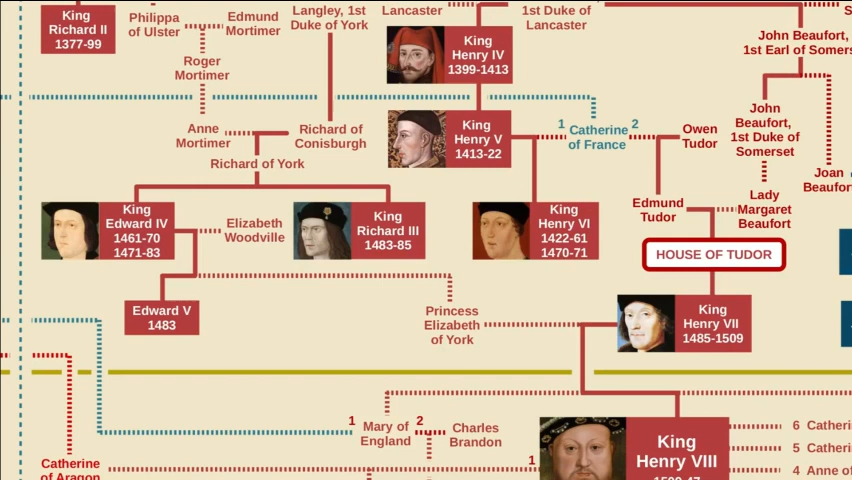 King
Richard II
1377-99
Philippa
of Ulster
Edmund
Mortimer
Langley, 1st
Duke of York
Lancaster
1st Duke of
Lancaster
John Beaufort,
1st Earl of
Roger
Mortimer
King
Henry IV
1399-1413
Anne
Mortimer
Richard of
Conisburgh
King
Henry V
1413-22
1
Catherine
of France
2
Owen
Tudor
John
Beaufort,
1st Duke of
Somerset
Richard of York
Joan
King
Edward IV
1461-70
1471-83
Elizabeth
Woodville
King
Richard III
1483-85
King
Henry VI
1422-61
1470-71
Edmund
Tudor
Lady
Margaret
Beaufort
HOUSE OF TUDOR
Edward V
1483
Princess
Elizabeth
of York
King
Henry VII
1485-1509
1
Mary of
England
2
Charles
Brandon
King
Henry VIII
6
5
4 Anne of
1
Catherine
of Aragon